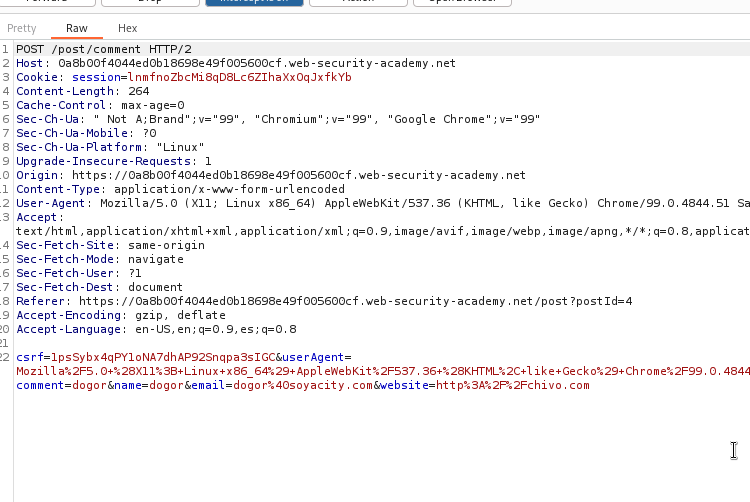 Pretty Raw Hex
1 POST /post/comment HTTP/2
2 Host: 0a8b00f4044ed0b18698e49f005600cf.web-security-academy.net
3 Cookie: session=lnmfnoZbcMi8qD8Lc6ZIhaXxOqJxfkYb
4 Content-Length: 264
5 Cache-Control: max-age=0
6 Sec-Ch-Ua: " Not A;Brand";v="99", "Chromium";v="99", "Google Chrome";v="99"
7 Sec-Ch-Ua-Mobile: ?0
8 Sec-Ch-Ua-Platform: "Linux"
9 Upgrade-Insecure-Requests: 1
10 Origin: https://0a8b00f4044ed0b18698e49f005600cf.web-security-academy.net
11 Content-Type: application/x-www-form-urlencoded
12 User-Agent: Mozilla/5.0 (X11; Linux x86_64) AppleWebKit/537.36 (KHTML, like Gecko) Chrome/99.0.4844.51 Sa
13 Accept:
text/html,application/xhtml+xml,application/xml;q=0.9,image/avif,image/webp,image/apng,*/*;q=0.8,applicat
14 Sec-Fetch-Site: same-origin
15 Sec-Fetch-Mode: navigate
16 Sec-Fetch-User: ?1
17 Sec-Fetch-Dest: document
18 Referer: https://0a8b00f4044ed0b18698e49f005600cf.web-security-academy.net/post?postId=4
19 Accept-Encoding: gzip, deflate
20 Accept-Language: en-US,en;q=0.9,es;q=0.8
21
22 csrf=1psSybx4qPY1oNA7dhAP92Snqpa3sIGC&userAgent=
Mozilla%2F5.0+%28X11%3B+Linux+x86_64%29+AppleWebKit%2F537.36+%28KHTML%2C+like+Gecko%29+Chrome%2F99.0.4844
comment=dogor&name=dogor&email=dogor%40soyacity.com&website=http%3A%2F%2Fchivo.com